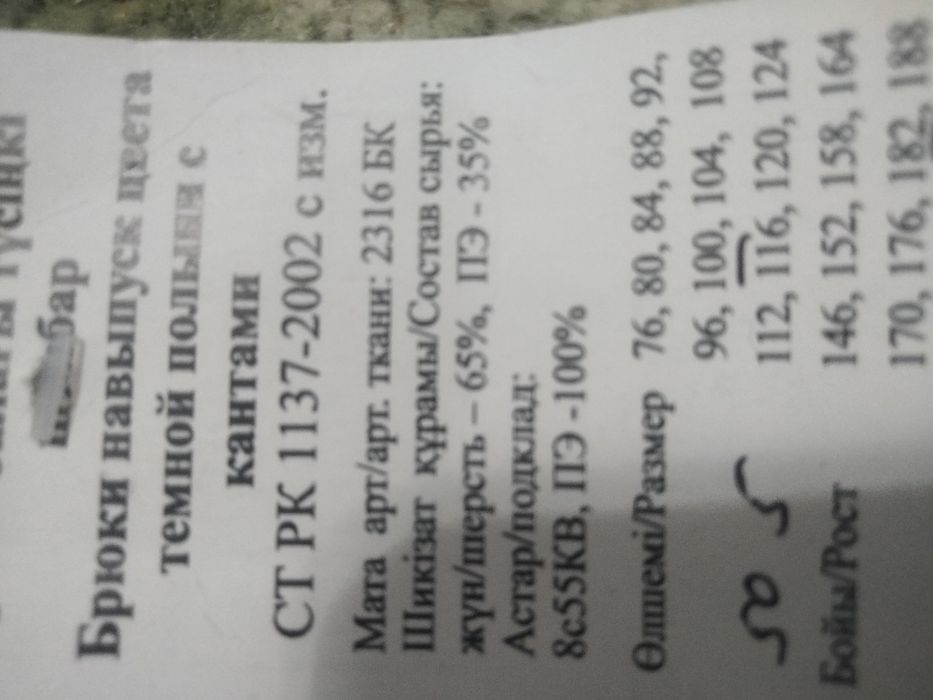 бар
Брюки навыпуск цвета
темной полыни с
кантами
СТ РК 1137-2002 с изм.
Мата арт/арт. ткани: 2316 БК
Шикізат құрамы/Состав сырья:
жүн/шерсть – 65%, ПЭ - 35%
Астар/подклад:
8с55КВ, ПЭ -100%
Өлшемі/Размер 76, 80, 84, 88, 92,
96, 100, 104, 108
50 5 112, 116, 120, 124
Бойы/Рост 146, 152, 158, 164
170, 176, 182, 188